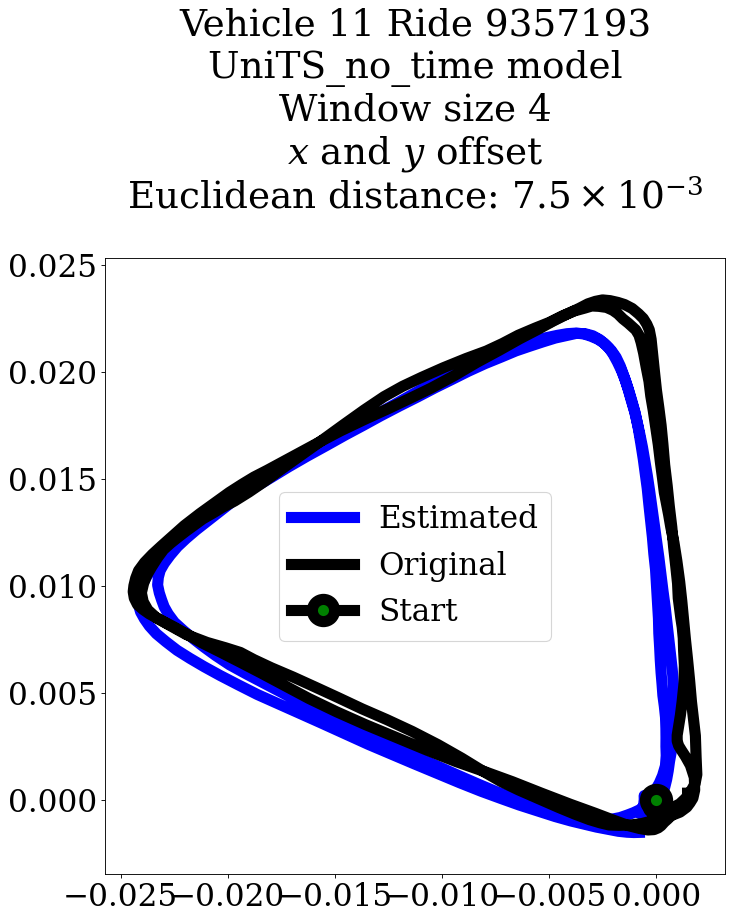 Vehicle 11 Ride 9357193
UniTS_no_time model
Window size 4
x and y offset
Euclidean distance: 7.5 × 10⁻³
0.025
0.020
0.015
0.010
0.005
0.000
Estimated
Original
Start
−0.025 −0.020 −0.015 −0.010 −0.005 0.000